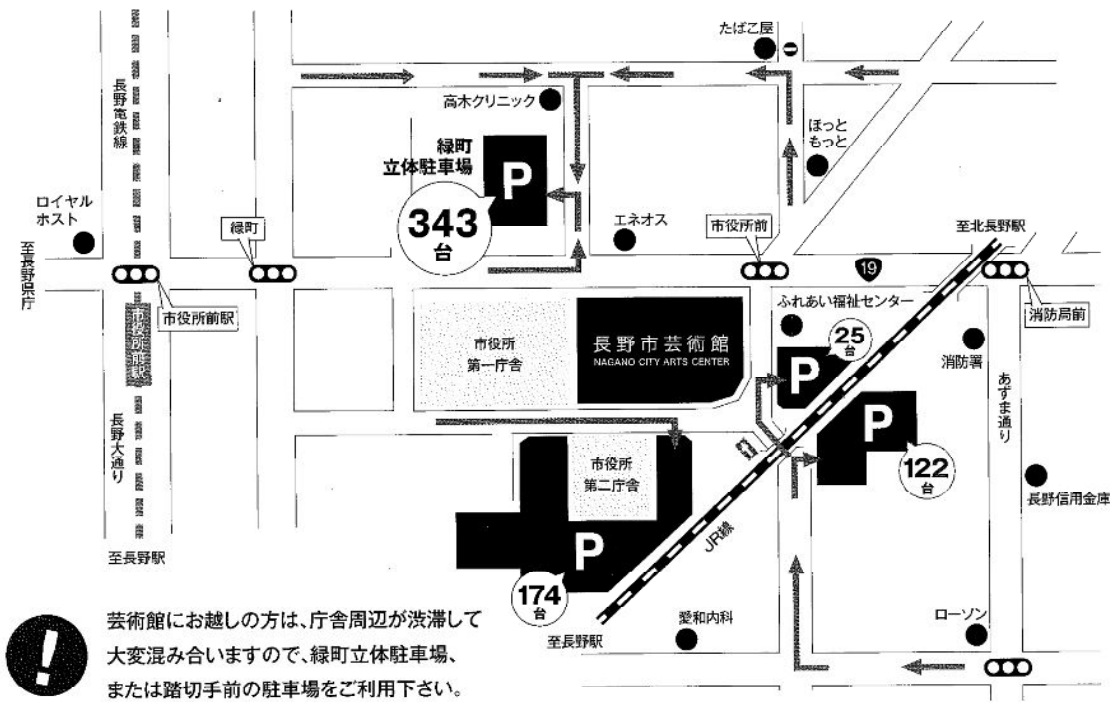 たばこ屋
長野電鉄線
高木クリニック
ほっと
もっと
緑町
立体駐車場
P
343
台
ロイヤル
ホスト
緑町
エネオス
市役所前
至北長野駅
至長野県庁
19
市役所前駅
消防局前
市役所前駅
ふれあい福祉センター
25
台
P
市役所
第一庁舎
長野市芸術館
NAGANO CITY ARTS CENTER
消防署
あずま通り
長野大通り
P
122
台
市役所
第二庁舎
長野信用金庫
P
JR線
174
台
至長野駅
至長野駅
愛和内科
ローソン
!
芸術館にお越しの方は、庁舎周辺が渋滞して
大変混み合いますので、緑町立体駐車場、
または踏切手前の駐車場をご利用下さい。